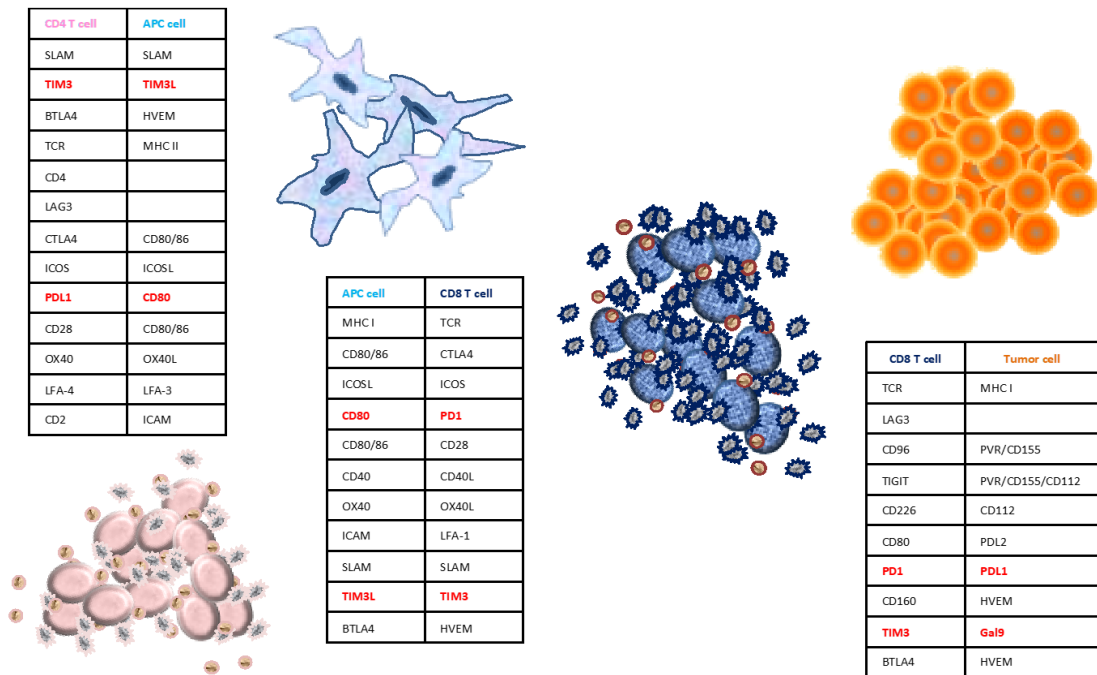 CD4 T cell APC cell
SLAM SLAM
TIM3 TIM3L
BTLA4 HVEM
TCR MHC II
CD4
LAG3
CTLA4 CD80/86
ICOS ICOSL
PDL1 CD80
CD28 CD80/86
OX40 OX40L
LFA-4 LFA-3
CD2 ICAM
APC cell CD8 T cell
MHC I TCR
CD80/86 CTLA4
ICOSL ICOS
CD80 PD1
CD80/86 CD28
CD40 CD40L
OX40 OX40L
ICAM LFA-1
SLAM SLAM
TIM3L TIM3
BTLA4 HVEM
CD8 T cell Tumor cell
TCR MHC I
LAG3
CD96 PVR/CD155
TIGIT PVR/CD155/CD112
CD226 CD112
CD80 PDL2
PD1 PDL1
CD160 HVEM
TIM3 Gal9
BTLA4 HVEM